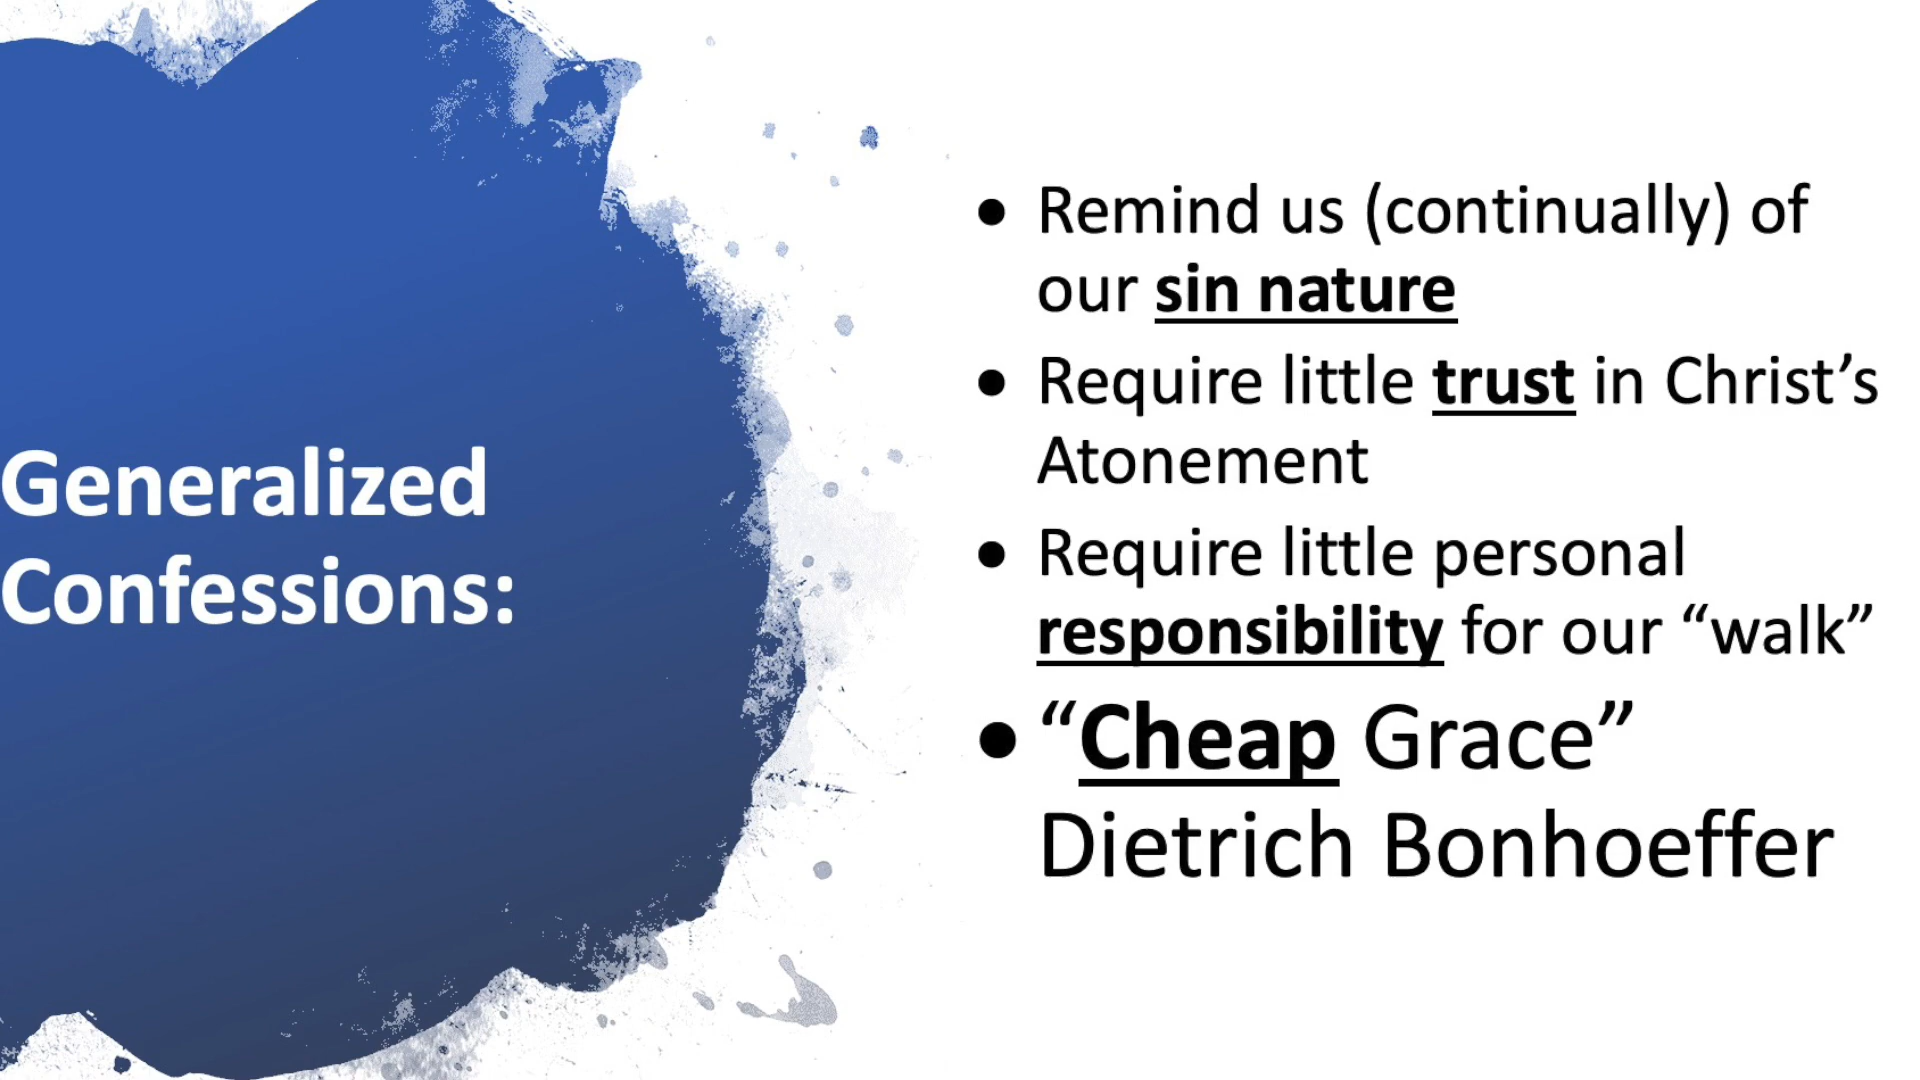 Generalized
Confessions:
• Remind us (continually) of
our sin nature
• Require little trust in Christ’s
Atonement
• Require little personal
responsibility for our “walk”
• “Cheap Grace”
Dietrich Bonhoeffer